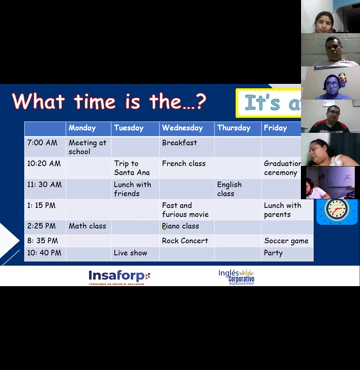 What time is the...? It's a
Monday Tuesday Wednesday Thursday Friday
7:00 AM Meeting at school Breakfast
10:20 AM Trip to Santa Ana French class Graduation ceremony
11: 30 AM Lunch with friends English class
1: 15 PM Fast and furious movie Lunch with parents
2:25 PM Math class Piano class
8: 35 PM Rock Concert Soccer game
10: 40 PM Live show Party
Insaforp
Inglés
Corporativo